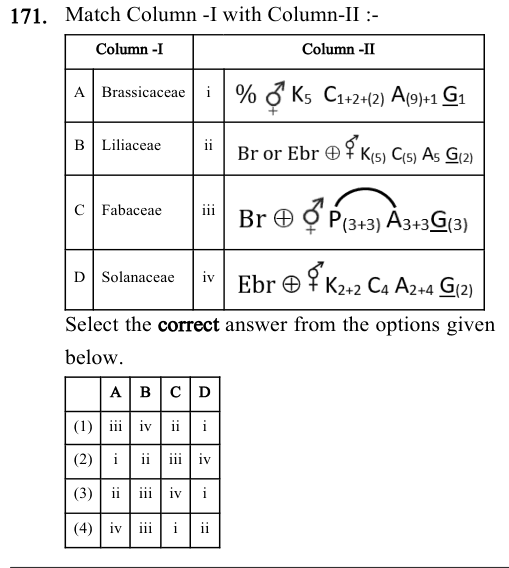 171. Match Column -I with Column-II :-
Column -I Column -II
A Brassicaceae i % ⚥ K₅ C₁₊₂₊₍₂₎ A₍₉₎₊₁ G̲₁
B Liliaceae ii Br or Ebr ⊕ ⚥ K₍₅₎ C₍₅₎ A₅ G̲₍₂₎
C Fabaceae iii Br ⊕ ⚥ P₍₃₊₃₎ A₃₊₃G̲₍₃₎
D Solanaceae iv Ebr ⊕ ⚥ K₂₊₂ C₄ A₂₊₄ G̲₍₂₎
Select the correct answer from the options given
below.
A B C D
(1) iii iv ii i
(2) i ii iii iv
(3) ii iii iv i
(4) iv iii i ii